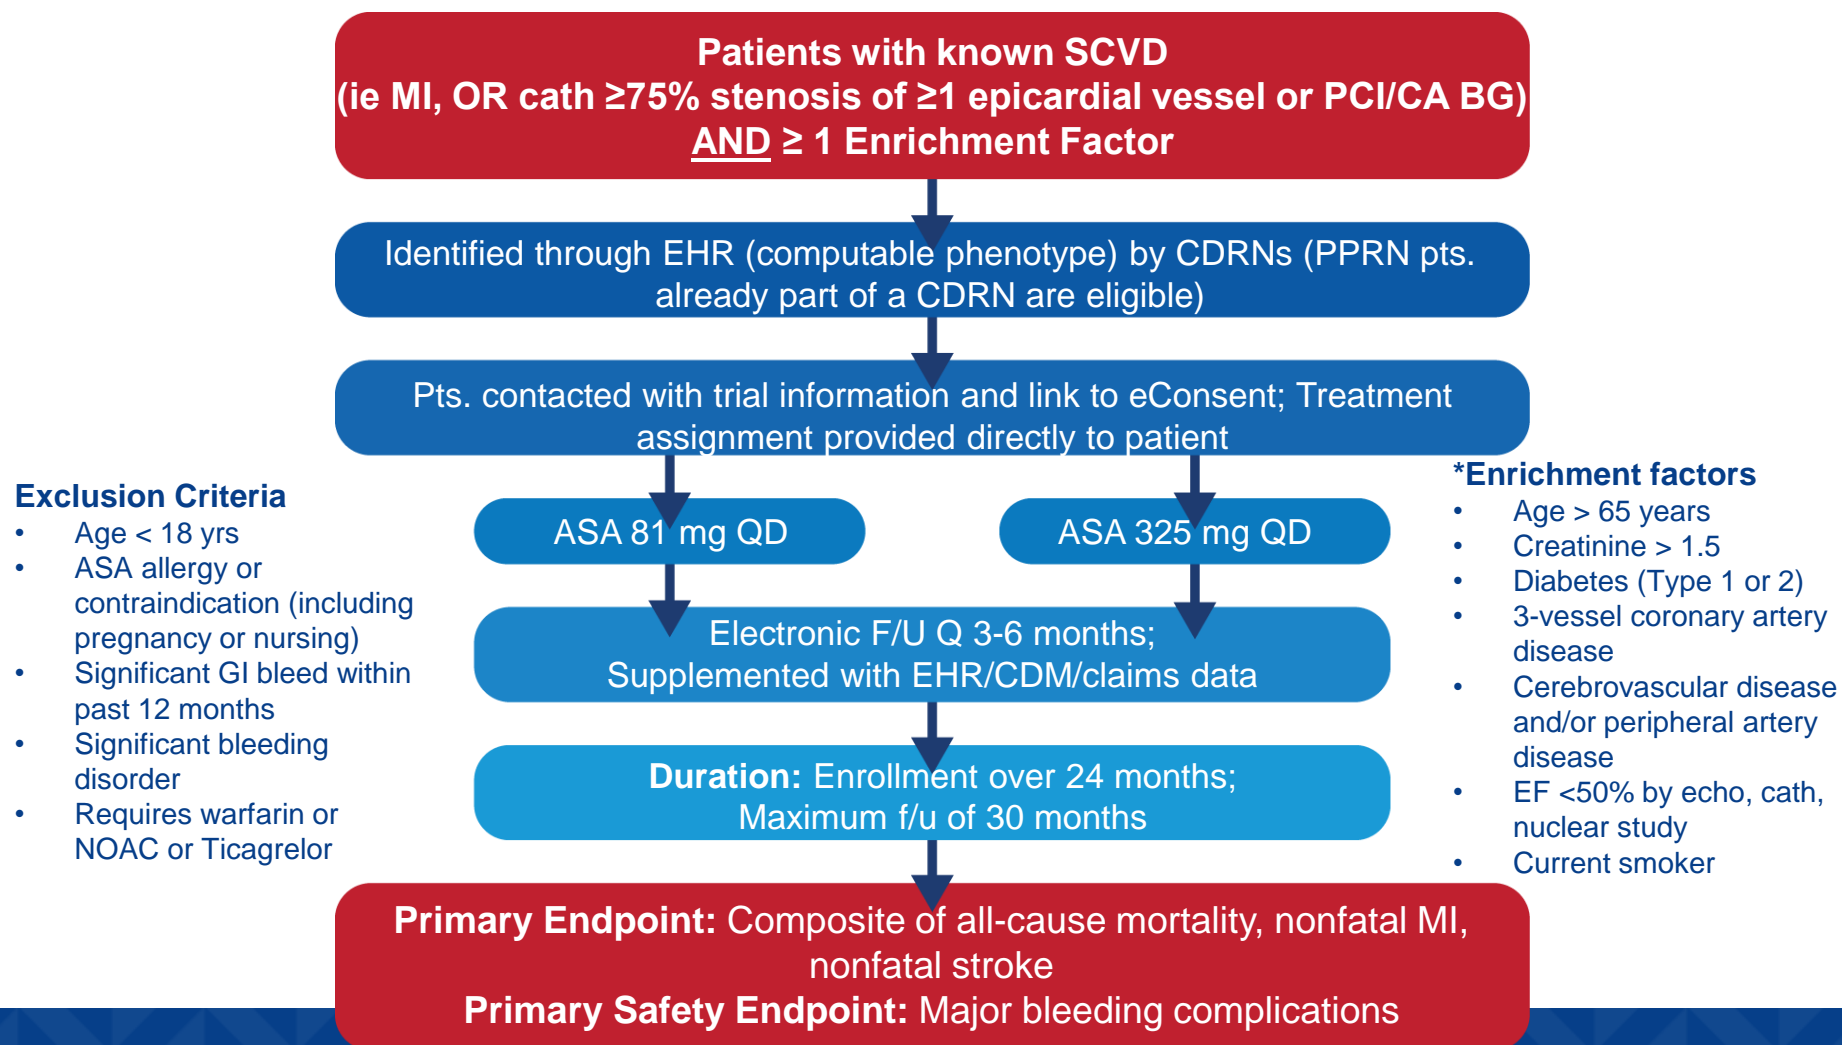 Patients with known SCVD
(ie MI, OR cath ≥75% stenosis of ≥1 epicardial vessel or PCI/CA BG)
AND ≥ 1 Enrichment Factor
Identified through EHR (computable phenotype) by CDRNs (PPRN pts.
already part of a CDRN are eligible)
Pts. contacted with trial information and link to eConsent; Treatment
assignment provided directly to patient
Exclusion Criteria
• Age < 18 yrs
• ASA allergy or
contraindication (including
pregnancy or nursing)
• Significant GI bleed within
past 12 months
• Significant bleeding
disorder
• Requires warfarin or
NOAC or Ticagrelor
ASA 81 mg QD
ASA 325 mg QD
*Enrichment factors
• Age > 65 years
• Creatinine > 1.5
• Diabetes (Type 1 or 2)
• 3-vessel coronary artery
disease
• Cerebrovascular disease
and/or peripheral artery
disease
• EF <50% by echo, cath,
nuclear study
• Current smoker
Electronic F/U Q 3-6 months;
Supplemented with EHR/CDM/claims data
Duration: Enrollment over 24 months;
Maximum f/u of 30 months
Primary Endpoint: Composite of all-cause mortality, nonfatal MI,
nonfatal stroke
Primary Safety Endpoint: Major bleeding complications